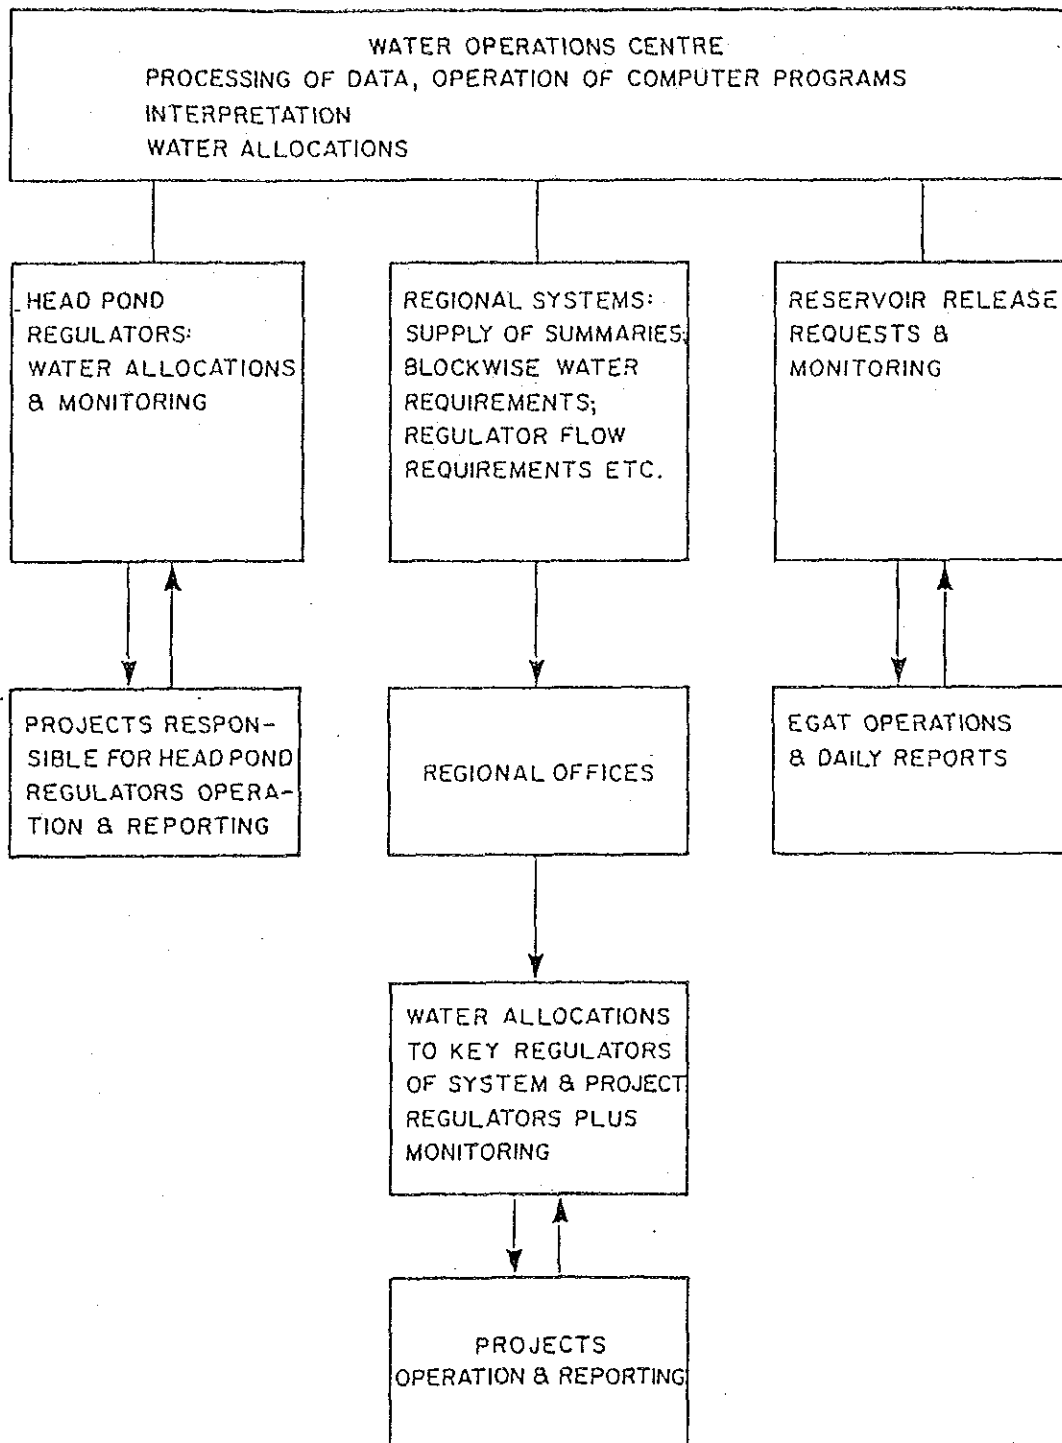 WATER OPERATIONS CENTRE
PROCESSING OF DATA, OPERATION OF COMPUTER PROGRAMS
INTERPRETATION
WATER ALLOCATIONS
HEAD POND
REGULATORS:
WATER ALLOCATIONS
& MONITORING
REGIONAL SYSTEMS:
SUPPLY OF SUMMARIES;
BLOCKWISE WATER
REQUIREMENTS;
REGULATOR FLOW
REQUIREMENTS ETC.
RESERVOIR RELEASE
REQUESTS &
MONITORING
PROJECTS RESPON-
SIBLE FOR HEAD POND
REGULATORS OPERA-
TION & REPORTING
REGIONAL OFFICES
EGAT OPERATIONS
& DAILY REPORTS
WATER ALLOCATIONS
TO KEY REGULATORS
OF SYSTEM & PROJECT
REGULATORS PLUS
MONITORING
PROJECTS
OPERATION & REPORTING